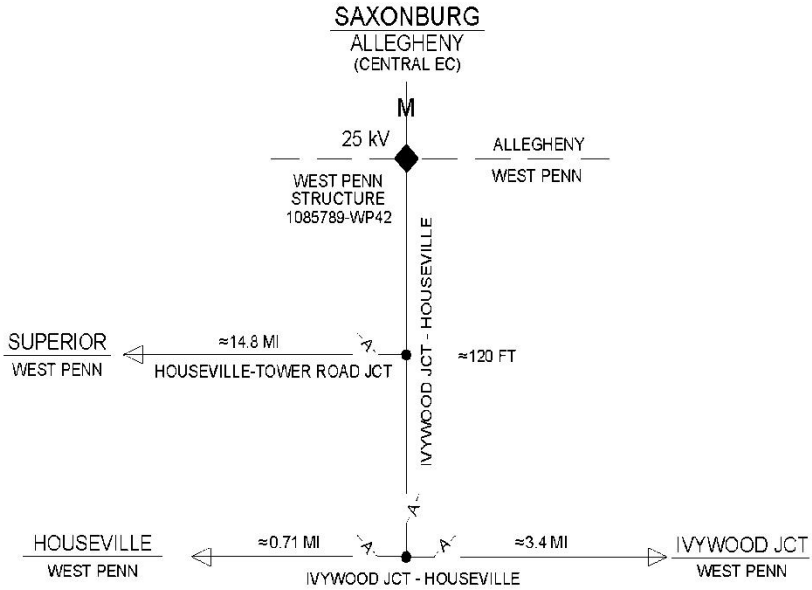 SAXONBURG
ALLEGHENY
(CENTRAL EC)
M
25 kV
ALLEGHENY
WEST PENN
WEST PENN
STRUCTURE
1085789-WP42
IVYWOOD JCT - HOUSEVILLE
SUPERIOR
WEST PENN
≈14.8 MI
A
HOUSEVILLE-TOWER ROAD JCT
≈120 FT
A
HOUSEVILLE
WEST PENN
≈0.71 MI
A
A
≈3.4 MI
IVYWOOD JCT
WEST PENN
IVYWOOD JCT - HOUSEVILLE